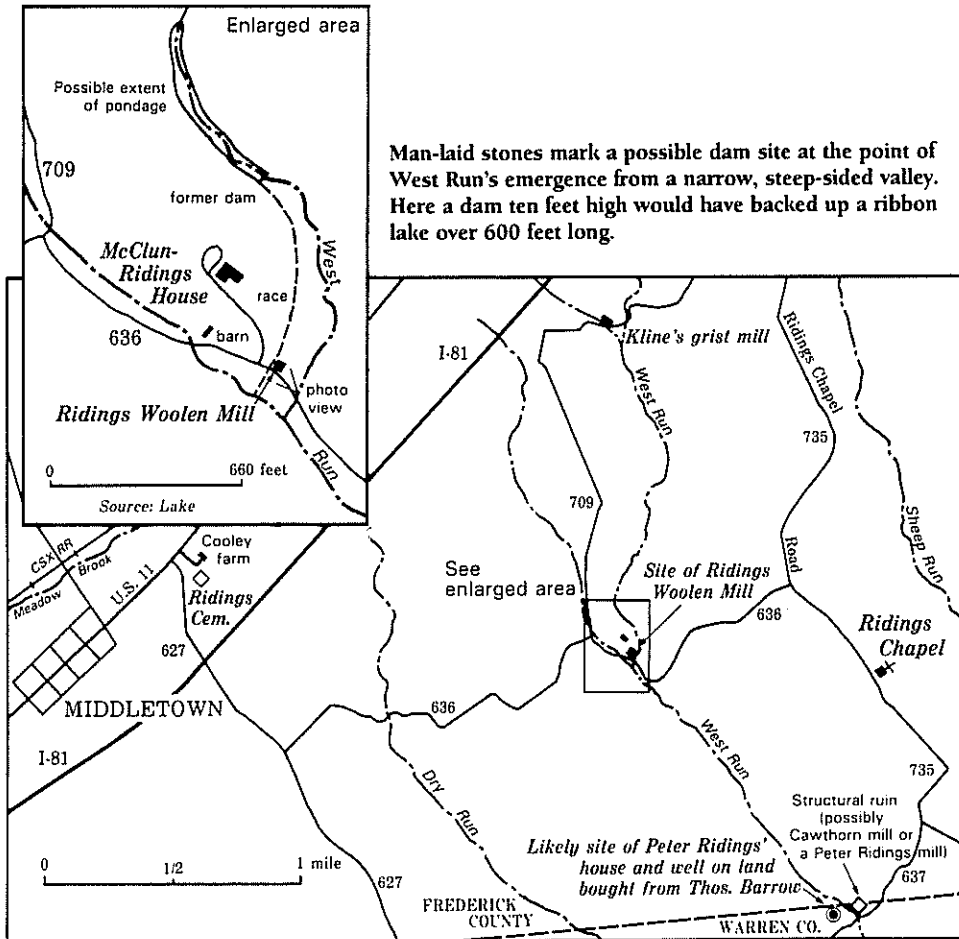 Enlarged area
Possible extent
of pondage
709
former dam
McClun-
Ridings
House
West
race
636
barn
photo
view
Ridings Woolen Mill
Run
0
660 feet
Source: Lake
Man-laid stones mark a possible dam site at the point of
West Run's emergence from a narrow, steep-sided valley.
Here a dam ten feet high would have backed up a ribbon
lake over 600 feet long.
I-81
Kline's grist mill
Ridings Chapel
West Run
735
709
Sheep Run
CSX RR
Meadow Brook
U.S. 11
Cooley
farm
Ridings
Cem.
See
enlarged area
Site of Ridings
Woolen Mill
Road
636
Ridings
Chapel
627
MIDDLETOWN
636
I-81
West Run
735
Dry Run
Structural ruin
(possibly
Cawthorn mill or
a Peter Ridings mill)
Likely site of Peter Ridings'
house and well on land
bought from Thos. Barrow
0
1/2
1 mile
627
637
FREDERICK
COUNTY
WARREN CO.